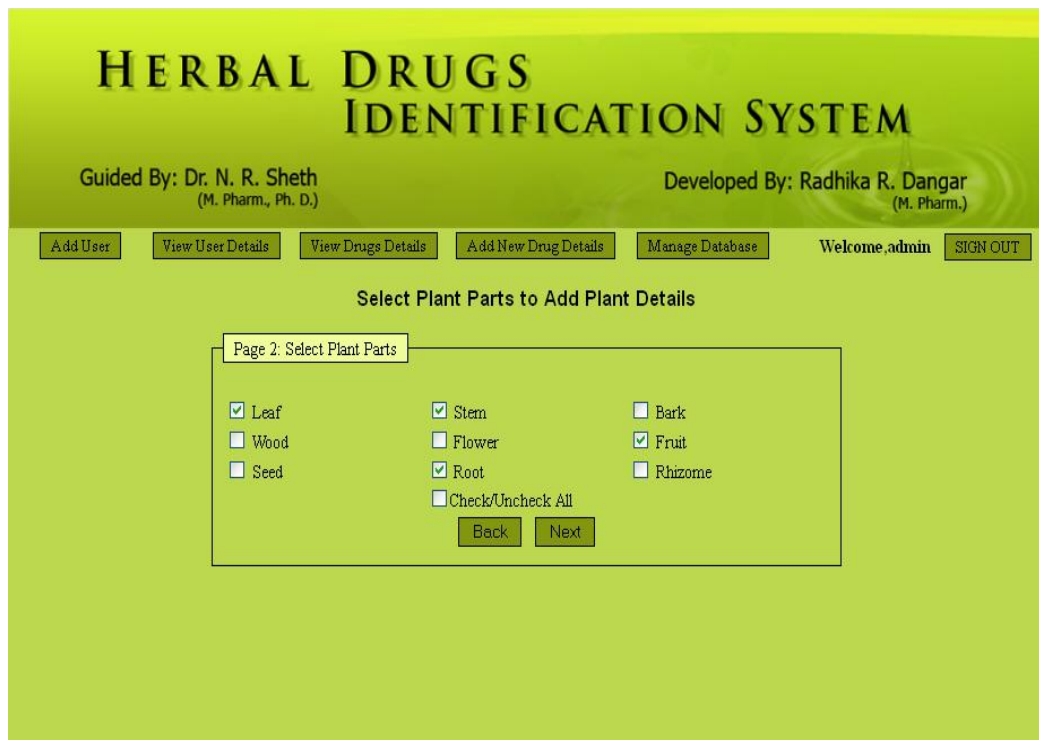 HERBAL DRUGS
IDENTIFICATION SYSTEM
Guided By: Dr. N. R. Sheth
(M. Pharm., Ph. D.)
Developed By: Radhika R. Dangar
(M. Pharm.)
Add User View User Details View Drugs Details Add New Drug Details Manage Database Welcome,admin SIGN OUT
Select Plant Parts to Add Plant Details
Page 2: Select Plant Parts
Leaf Stem Bark
Wood Flower Fruit
Seed Root Rhizome
Check/Uncheck All
Back Next